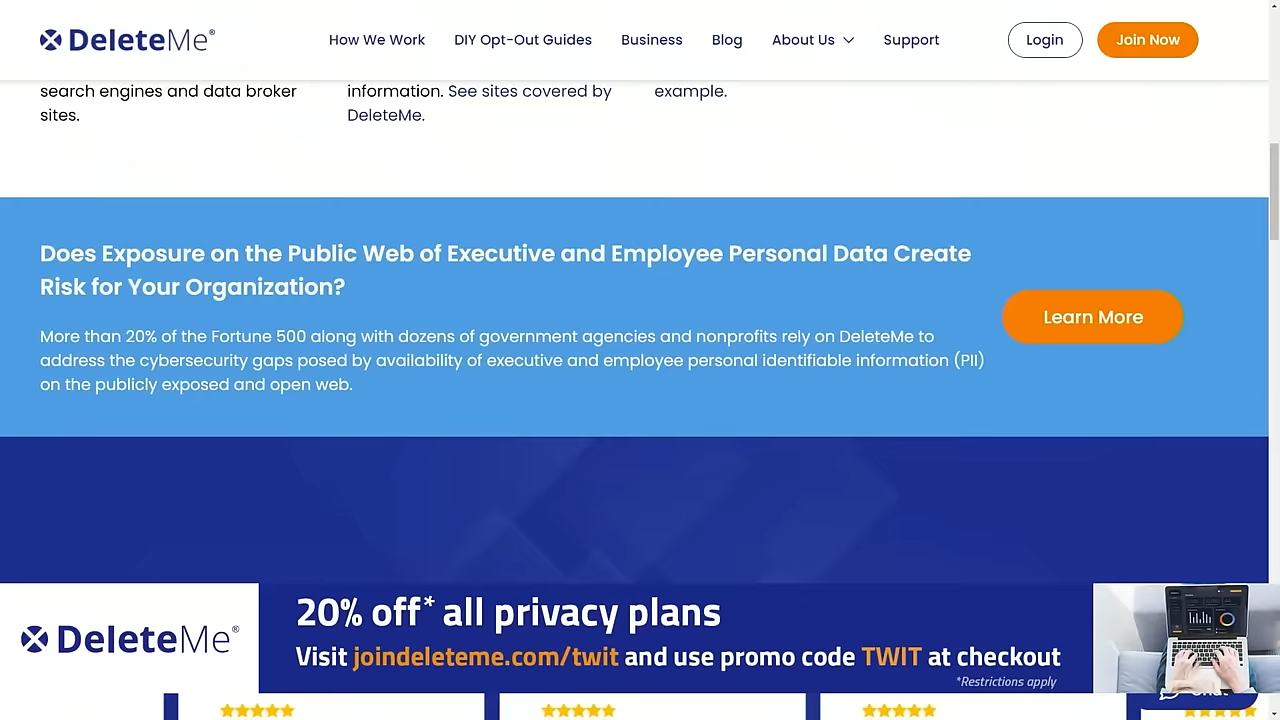 DeleteMe®
How We Work DIY Opt-Out Guides Business Blog About Us Support Login Join Now
search engines and data broker
sites.
information. See sites covered by
DeleteMe.
example.
Does Exposure on the Public Web of Executive and Employee Personal Data Create
Risk for Your Organization?
More than 20% of the Fortune 500 along with dozens of government agencies and nonprofits rely on DeleteMe to
address the cybersecurity gaps posed by availability of executive and employee personal identifiable information (PII)
on the publicly exposed and open web.
Learn More
DeleteMe®
20% off* all privacy plans
Visit joindeleteme.com/twit and use promo code TWIT at checkout
*Restrictions apply